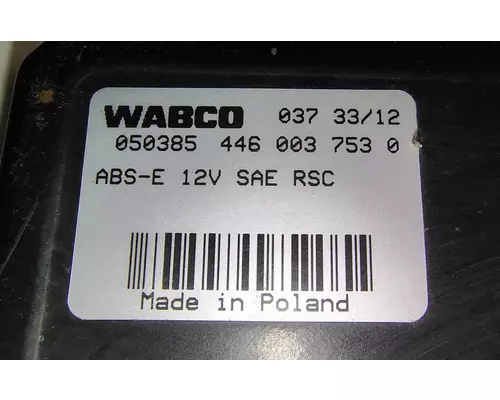 WABCO 037 33/12
050385 446 003 753 0
ABS-E 12V SAE RSC
Made in Poland